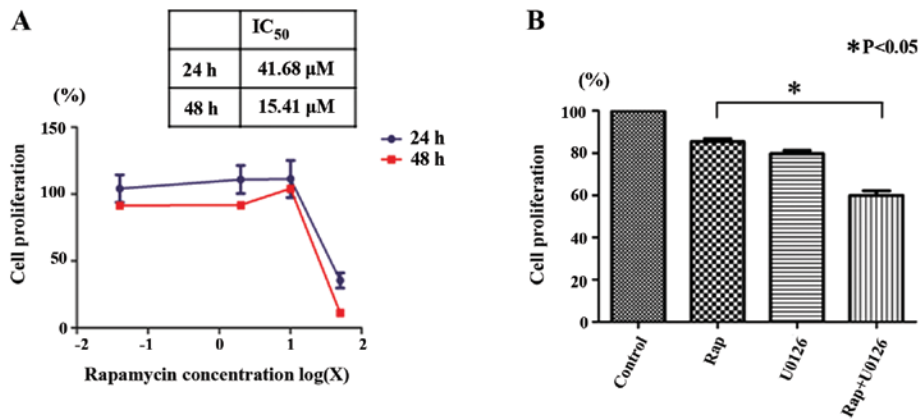 A
IC50
24 h 41.68 μM
48 h 15.41 μM
(%)
150
100
50
0
Cell proliferation
-2 -1 0 1 2
Rapamycin concentration log(X)
24 h
48 h
B
*P<0.05
(%)
*
100
80
60
40
20
0
Cell proliferation
Control
Rap
U0126
Rap+U0126